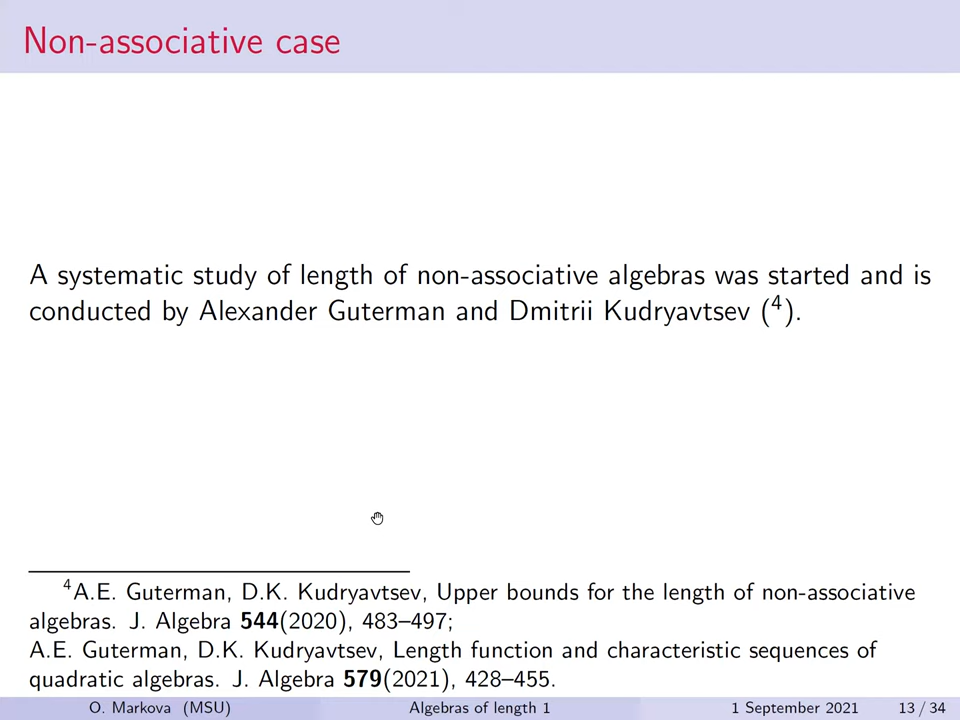 Non-associative case
A systematic study of length of non-associative algebras was started and is
conducted by Alexander Guterman and Dmitrii Kudryavtsev (⁴).
⁴A.E. Guterman, D.K. Kudryavtsev, Upper bounds for the length of non-associative
algebras. J. Algebra 544(2020), 483–497;
A.E. Guterman, D.K. Kudryavtsev, Length function and characteristic sequences of
quadratic algebras. J. Algebra 579(2021), 428–455.
O. Markova (MSU) Algebras of length 1 1 September 2021 13 / 34